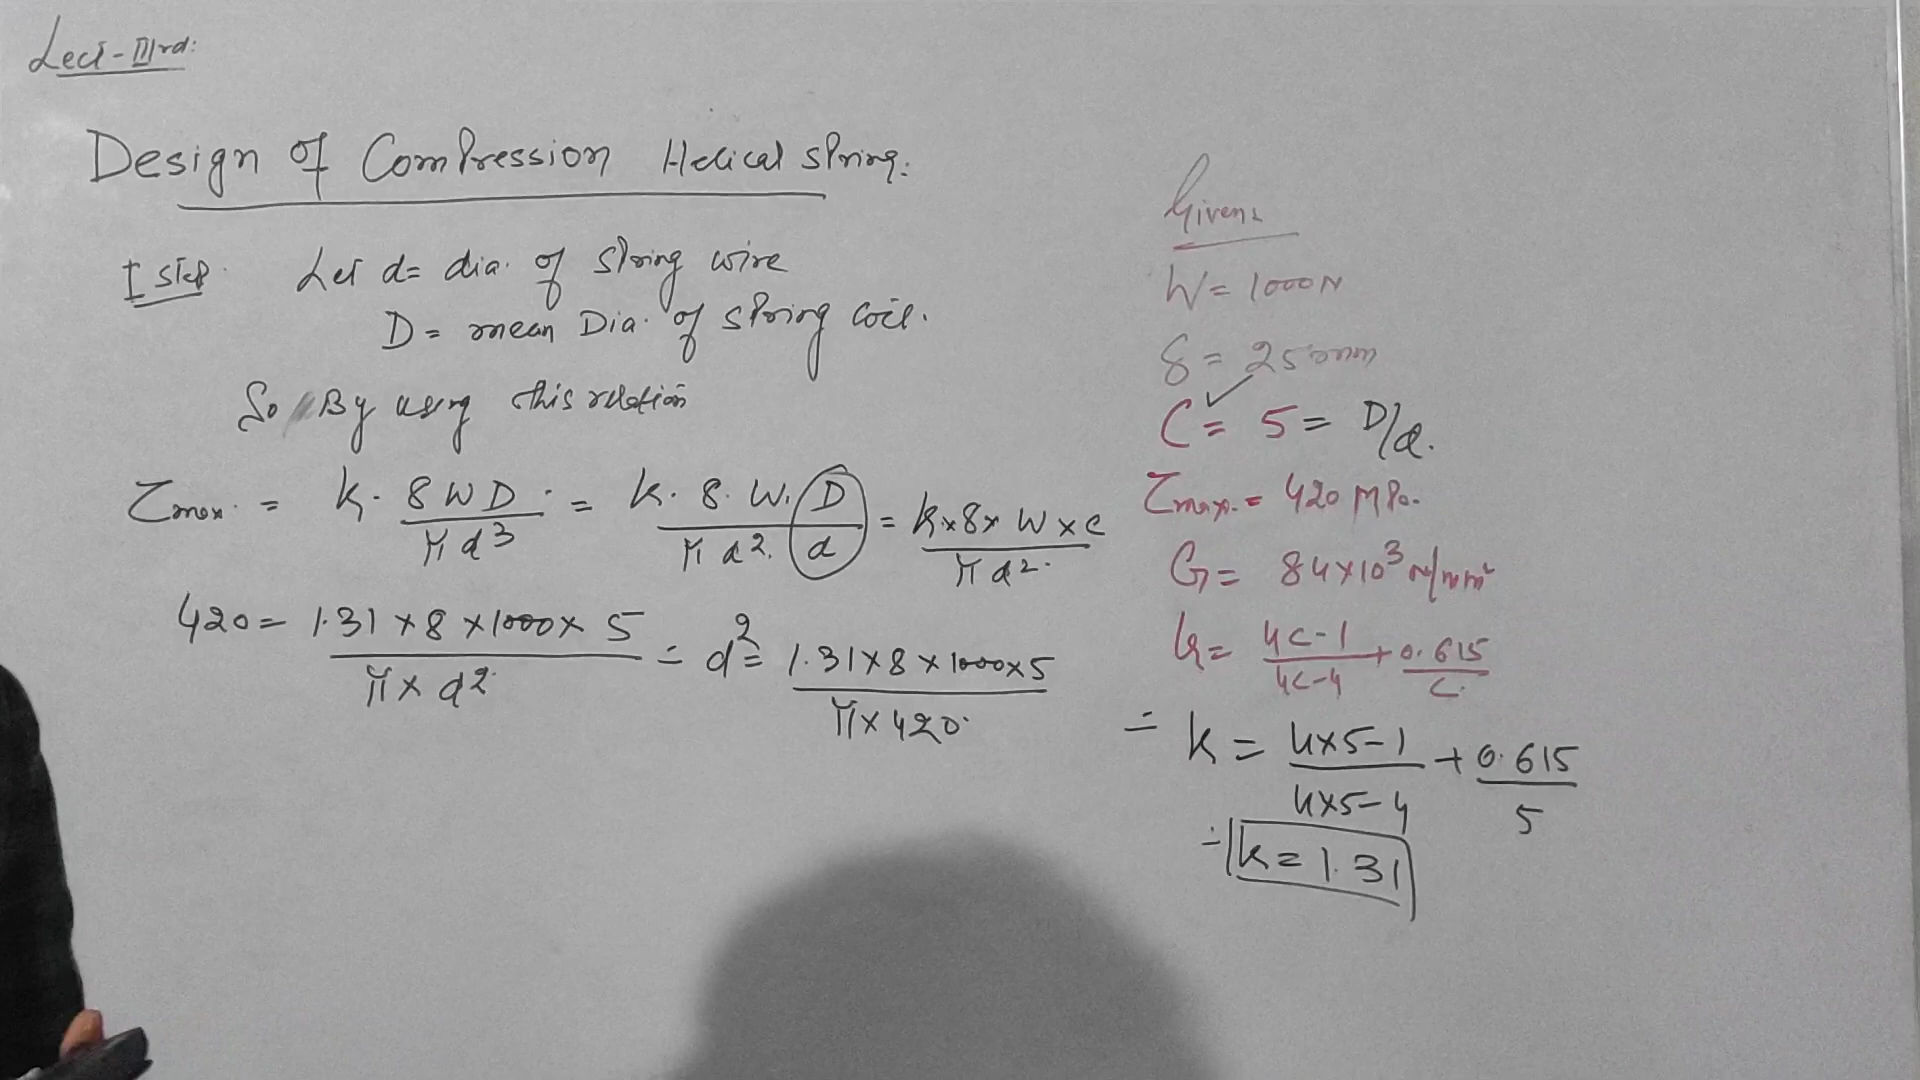 Lect-IIIrd:
Design of Compression Helical spring:
I step. Let d= dia. of spring wire
D= mean Dia. of spring coil.
So By using this relation
τmax. = k. 8WD / πd³ = k. 8. W. D / πd². d = k×8×W×C / πd².
420 = 1.31×8×1000×5 / π×d² = d² = 1.31×8×1000×5 / π×420.
Given:
W= 1000N
δ = 25mm
C = 5 = D/d.
τmax. = 420 MPa.
G= 84×10³ N/mm²
k= 4C-1 / 4C-4 + 0.615 / C.
= k = 4×5-1 / 4×5-4 + 0.615 / 5
= k=1.31